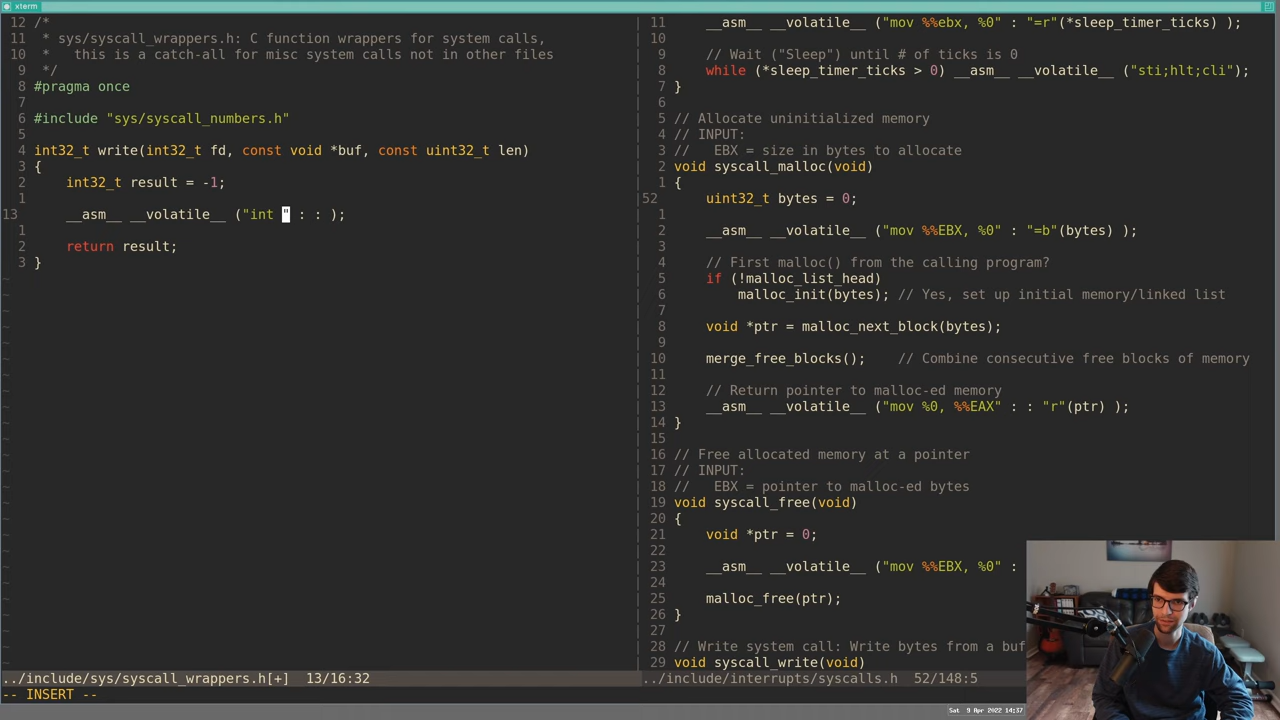 xterm
12 /*
11  * sys/syscall_wrappers.h: C function wrappers for system calls,
10  *   this is a catch-all for misc system calls not in other files
9  */
8 #pragma once
7
6 #include "sys/syscall_numbers.h"
5
4 int32_t write(int32_t fd, const void *buf, const uint32_t len)
3 {
2     int32_t result = -1;
1
13     __asm__ __volatile__ ("int " : : );
1
2     return result;
3 }
../include/sys/syscall_wrappers.h[+]  13/16:32
-- INSERT --
11     __asm__ __volatile__ ("mov %%ebx, %0" : "=r"(*sleep_timer_ticks) );
10
9     // Wait ("Sleep") until # of ticks is 0
8     while (*sleep_timer_ticks > 0) __asm__ __volatile__ ("sti;hlt;cli");
7 }
6
5 // Allocate uninitialized memory
4 // INPUT:
3 //   EBX = size in bytes to allocate
2 void syscall_malloc(void)
1 {
52     uint32_t bytes = 0;
1
2     __asm__ __volatile__ ("mov %%EBX, %0" : "=b"(bytes) );
3
4     // First malloc() from the calling program?
5     if (!malloc_list_head)
6         malloc_init(bytes); // Yes, set up initial memory/linked list
7
8     void *ptr = malloc_next_block(bytes);
9
10     merge_free_blocks();    // Combine consecutive free blocks of memory
11
12     // Return pointer to malloc-ed memory
13     __asm__ __volatile__ ("mov %0, %%EAX" : : "r"(ptr) );
14 }
15
16 // Free allocated memory at a pointer
17 // INPUT:
18 //   EBX = pointer to malloc-ed bytes
19 void syscall_free(void)
20 {
21     void *ptr = 0;
22
23     __asm__ __volatile__ ("mov %%EBX, %0" :
24
25     malloc_free(ptr);
26 }
27
28 // Write system call: Write bytes from a buf
29 void syscall_write(void)
../include/interrupts/syscalls.h  52/148:5
Sat  9 Apr 2022 14:37